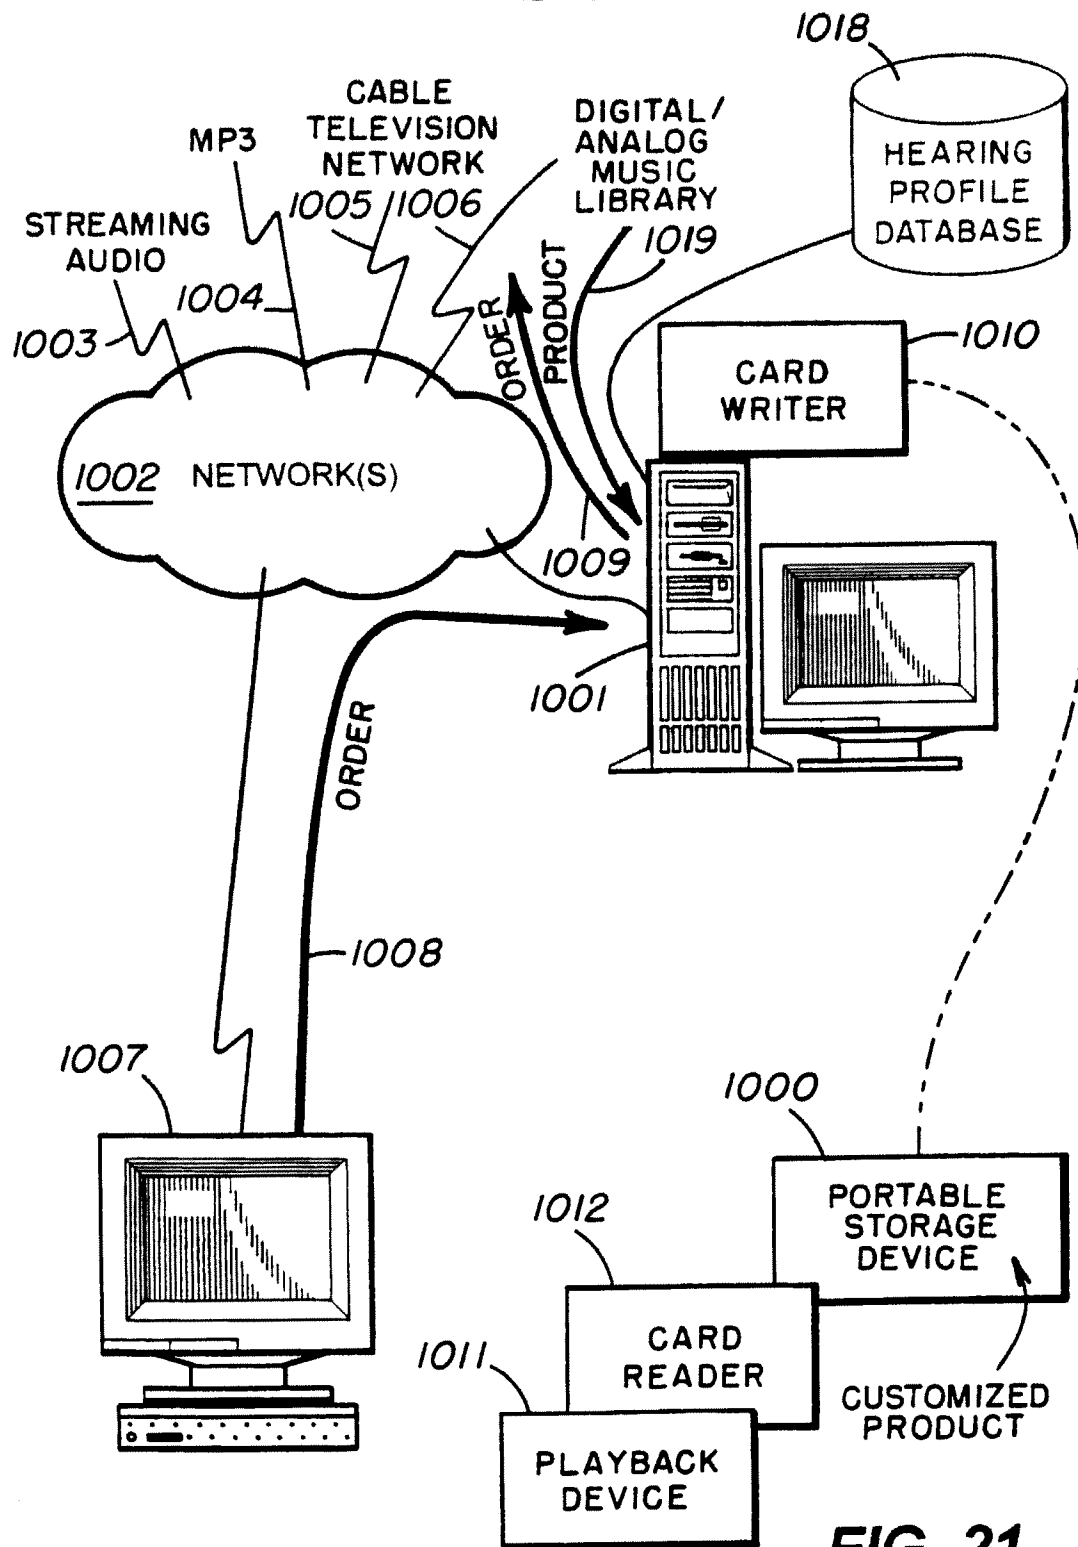 1018
CABLE
TELEVISION
NETWORK
DIGITAL/
ANALOG
MUSIC
LIBRARY
MP3
HEARING
PROFILE
DATABASE
STREAMING
AUDIO
1005
1006
1019
1004
1003
ORDER
PRODUCT
1010
CARD
WRITER
1002
NETWORK(S)
1009
1001
ORDER
1008
1007
1000
PORTABLE
STORAGE
DEVICE
1012
CARD
READER
1011
CUSTOMIZED
PRODUCT
PLAYBACK
DEVICE
FIG. 21